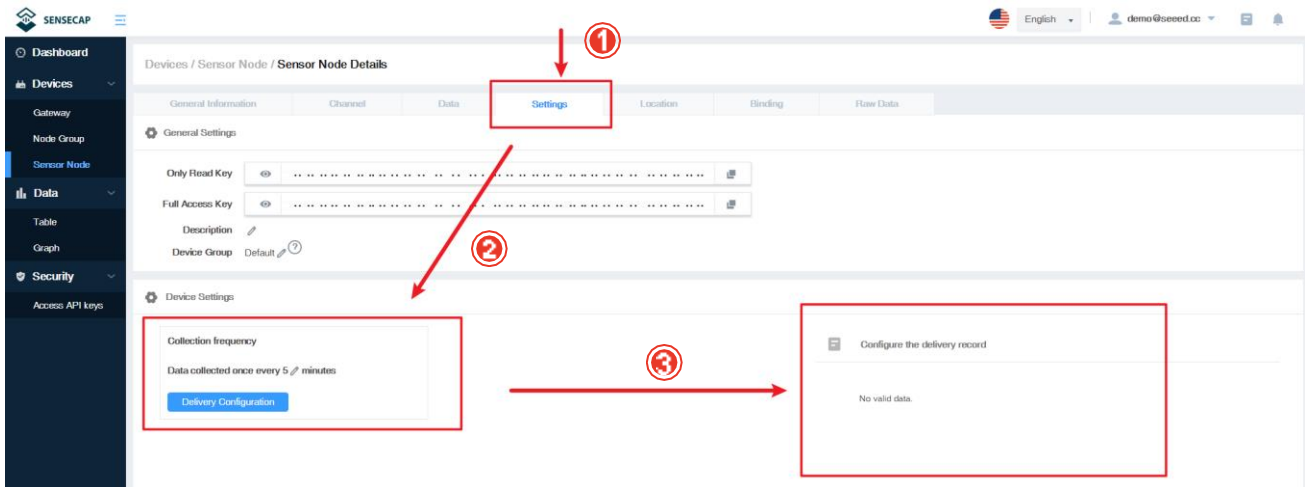 SENSECAP
English
demo@seeed.cc
1
Dashboard
Devices / Sensor Node / Sensor Node Details
Devices
Gateway
Node Group
Sensor Node
Data
Table
Graph
Security
Access API keys
General Information Channel Data Settings Location Binding Raw Data
General Settings
Only Read Key
Full Access Key
Description
Device Group Default ?
2
Device Settings
Collection frequency
Data collected once every 5 minutes
Delivery Configuration
3
Configure the delivery record
No valid data.